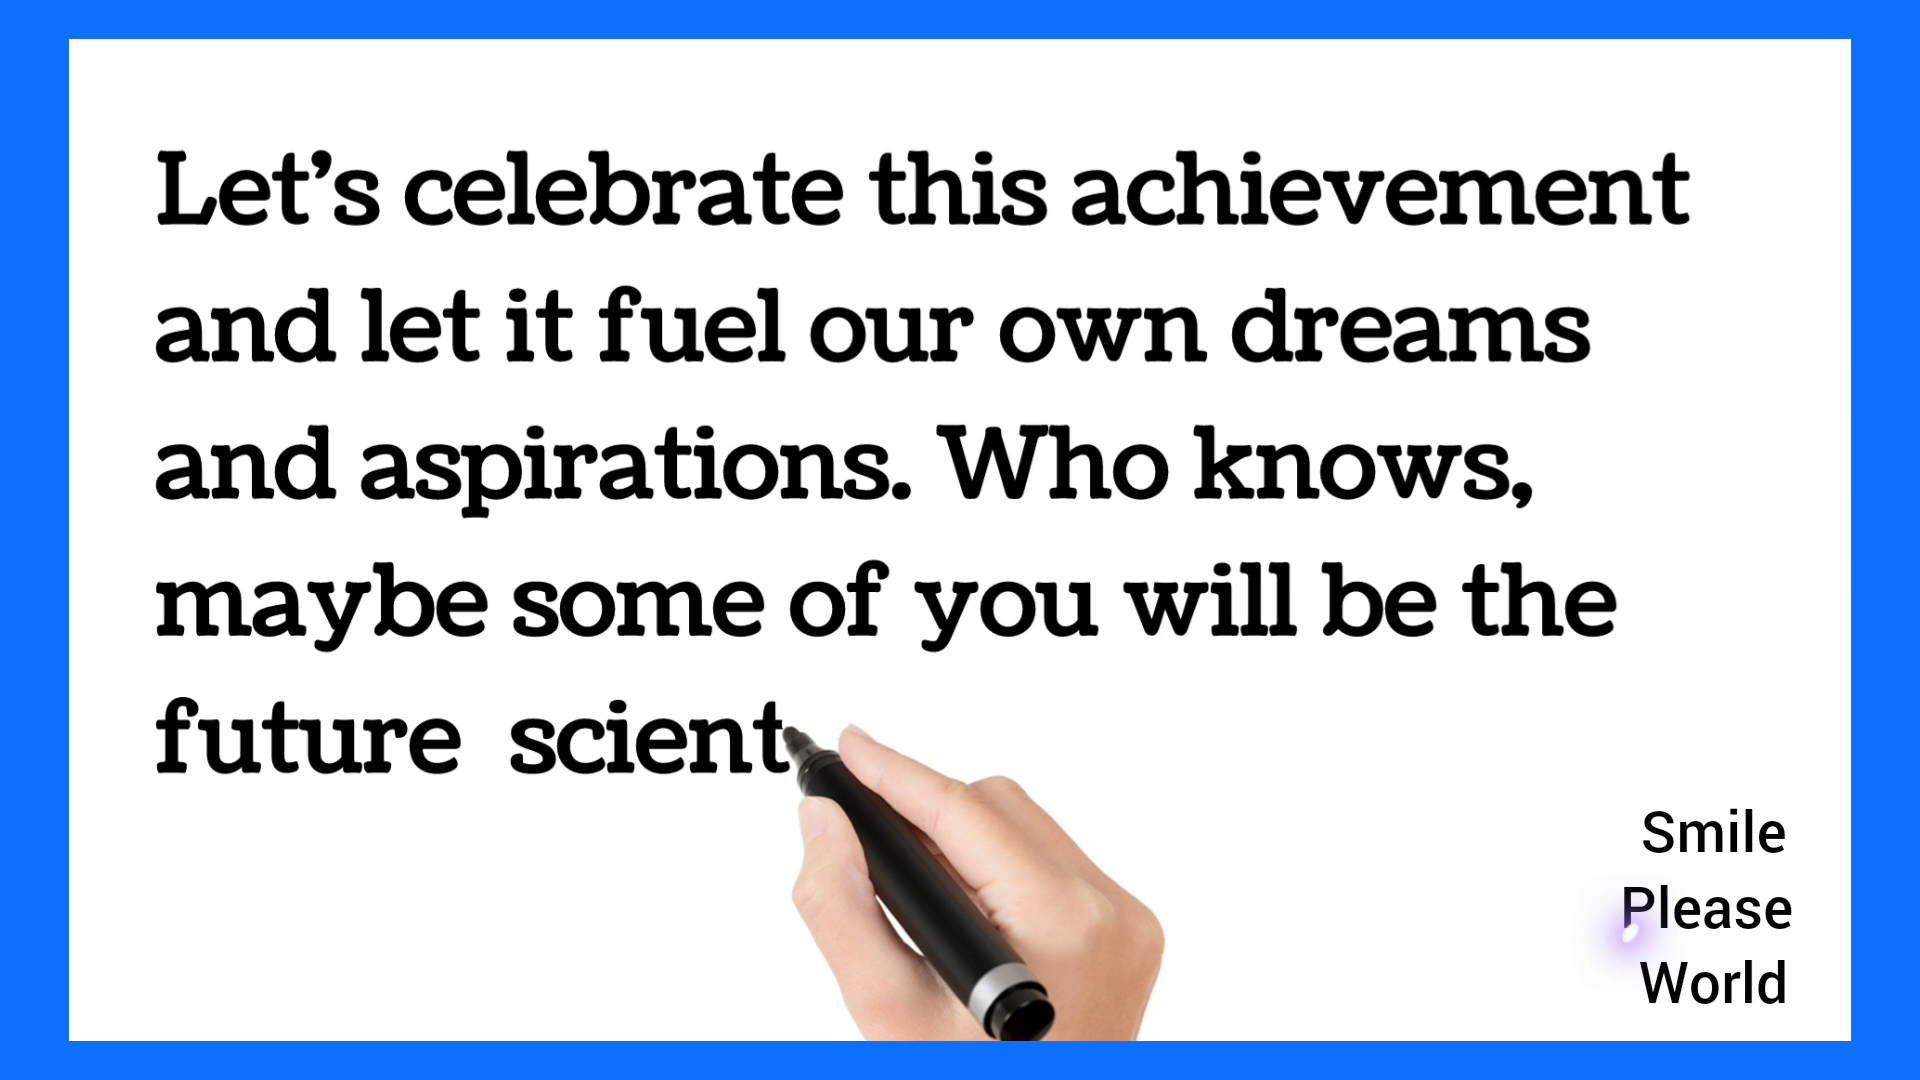 Let’s celebrate this achievement
and let it fuel our own dreams
and aspirations. Who knows,
maybe some of you will be the
future  scient
Smile
Please
World